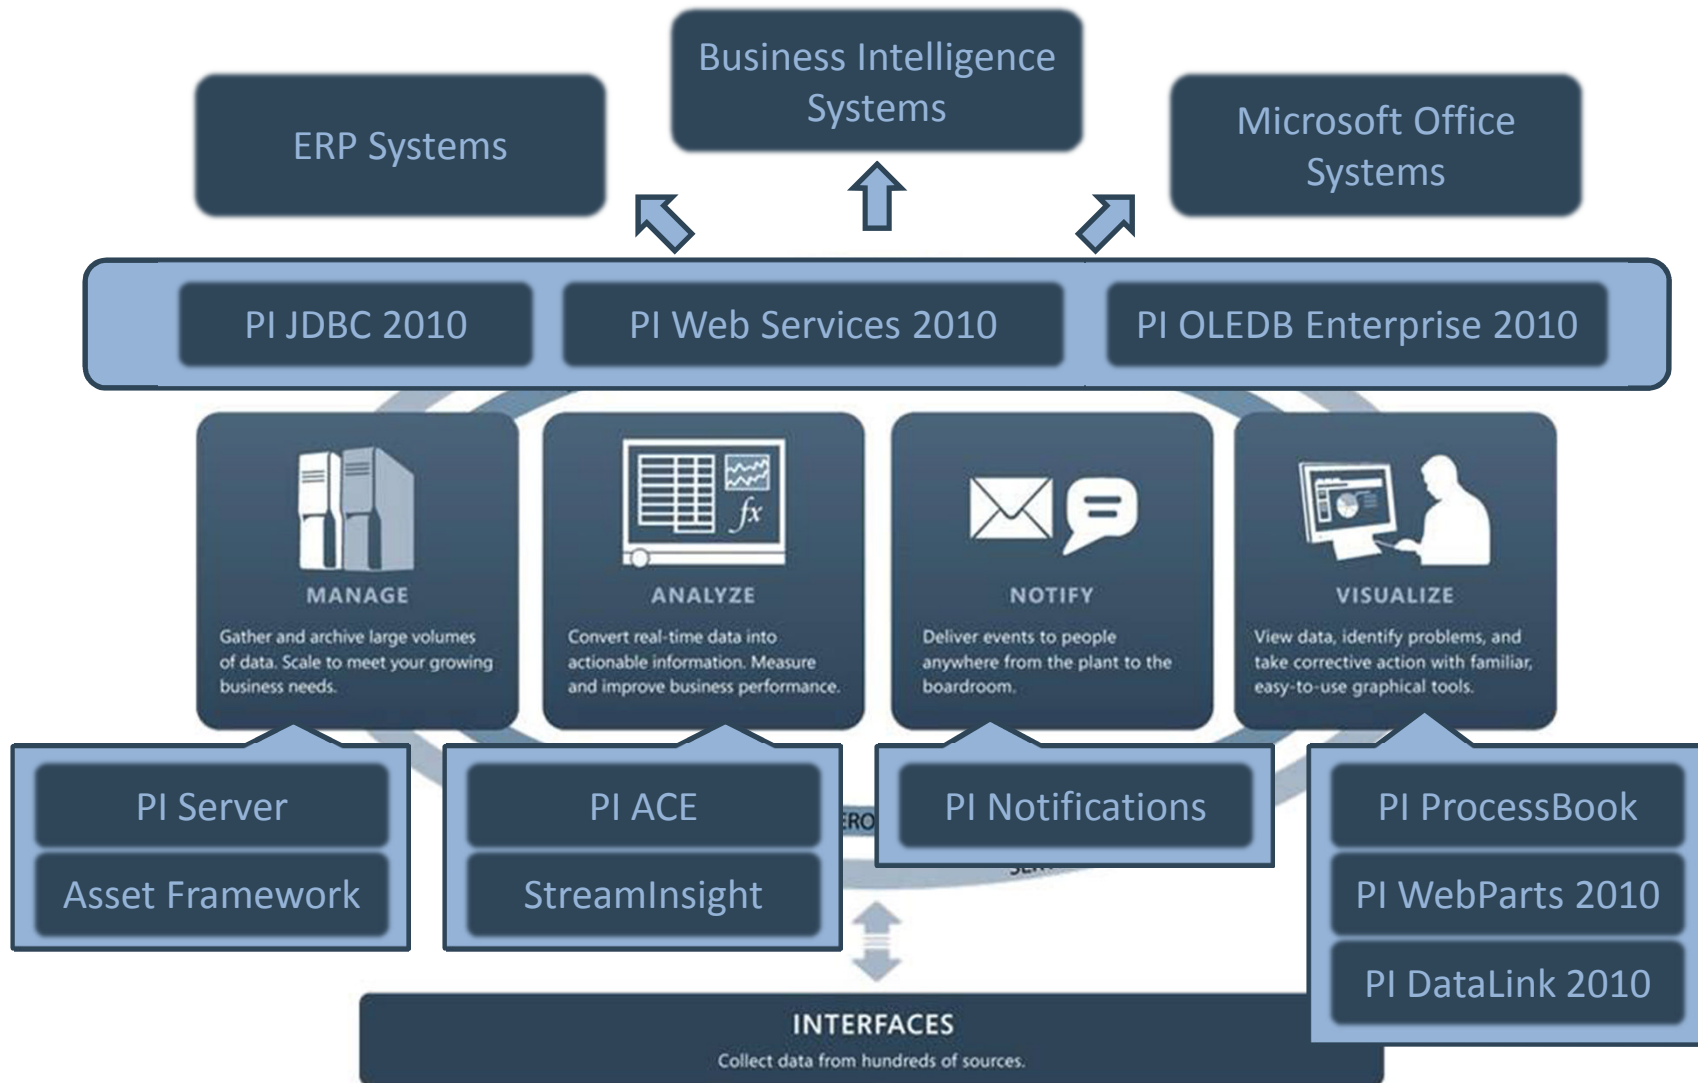 Business Intelligence
Systems
ERP Systems
Microsoft Office
Systems
PI JDBC 2010
PI Web Services 2010
PI OLEDB Enterprise 2010
fx
MANAGE
Gather and archive large volumes
of data. Scale to meet your growing
business needs.
ANALYZE
Convert real-time data into
actionable information. Measure
and improve business performance.
NOTIFY
Deliver events to people
anywhere from the plant to the
boardroom.
VISUALIZE
View data, identify problems, and
take corrective action with familiar,
easy-to-use graphical tools.
PI Server
Asset Framework
PI ACE
StreamInsight
PI Notifications
PI ProcessBook
PI WebParts 2010
PI DataLink 2010
INTERFACES
Collect data from hundreds of sources.